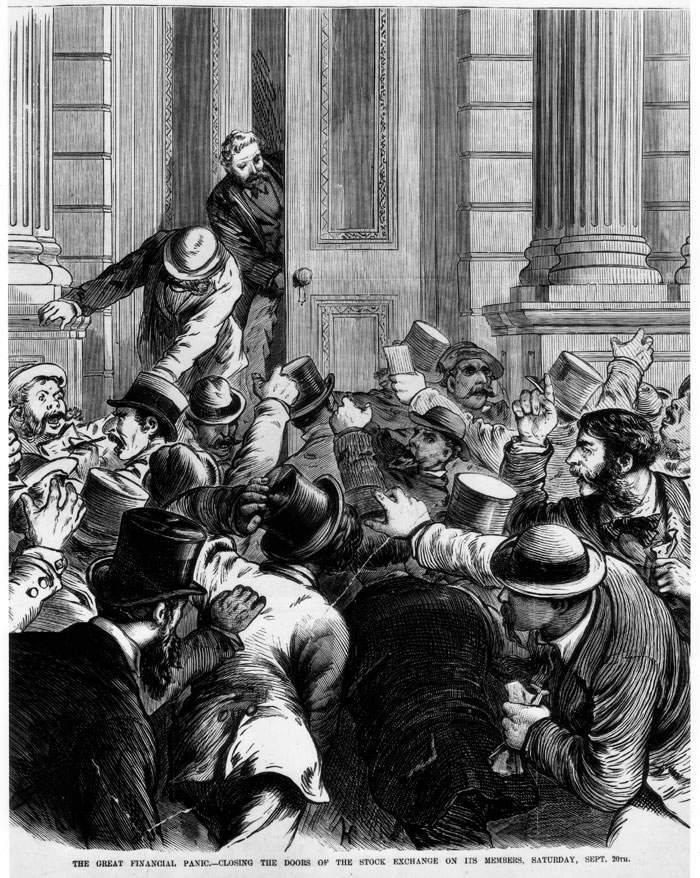 THE GREAT FINANCIAL PANIC.—CLOSING THE DOORS OF THE STOCK EXCHANGE ON ITS MEMBERS, SATURDAY, SEPT. 20TH.